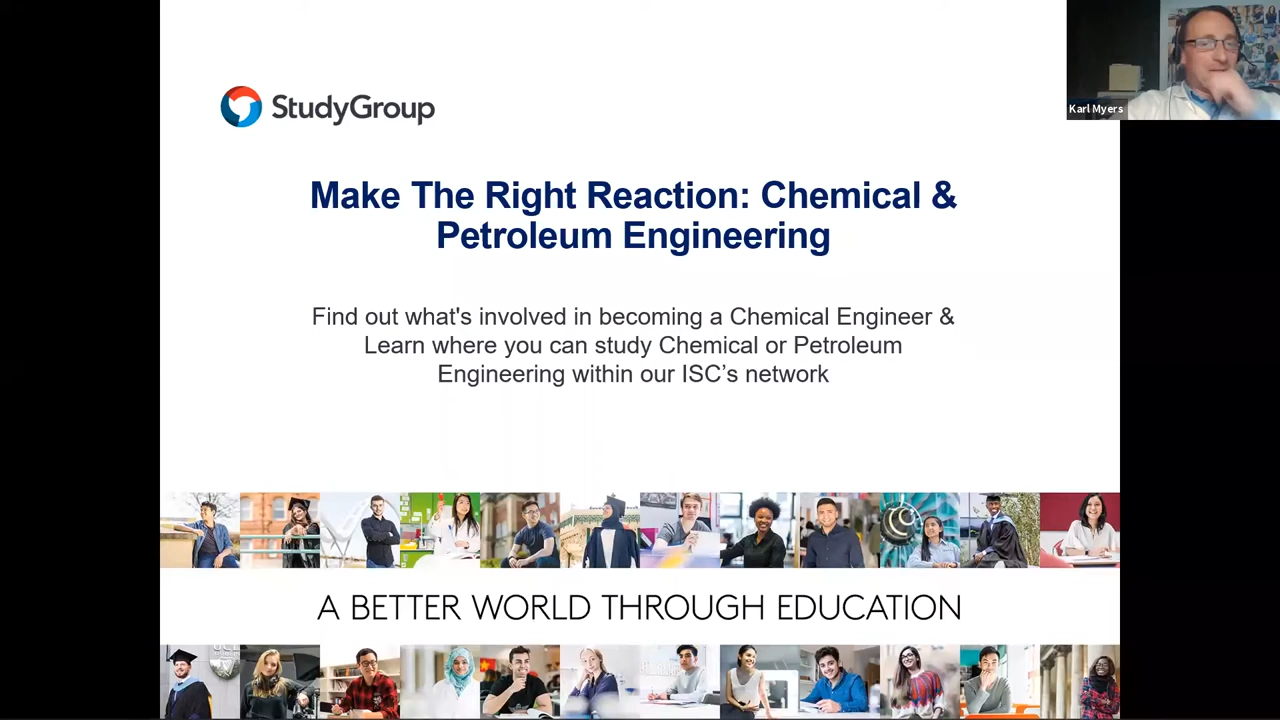 StudyGroup
Karl Myers
Make The Right Reaction: Chemical &
Petroleum Engineering
Find out what's involved in becoming a Chemical Engineer &
Learn where you can study Chemical or Petroleum
Engineering within our ISC’s network
A BETTER WORLD THROUGH EDUCATION